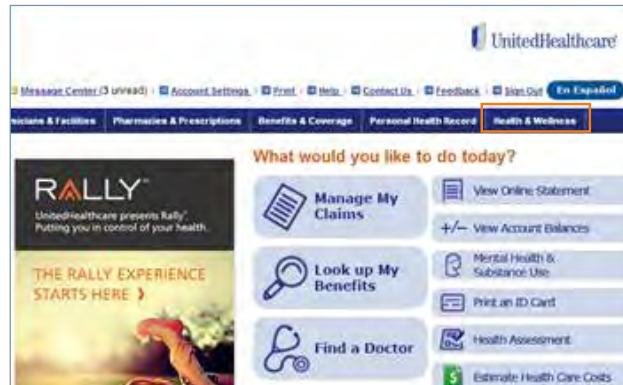 UnitedHealthcare
Message Center (3 unread) Account Settings Print Help Contact Us Feedback Sign Out En Español
nicians & Facilities Pharmacies & Prescriptions Benefits & Coverage Personal Health Record Health & Wellness
What would you like to do today?
RALLY™
UnitedHealthcare presents Rally™.
Putting you in control of your health.
THE RALLY EXPERIENCE
STARTS HERE
Manage My
Claims
Look up My
Benefits
Find a Doctor
View Online Statement
+/- View Account Balances
Mental Health &
Substance Use
Print an ID Card
Health Assessment
$ Estimate Health Care Costs